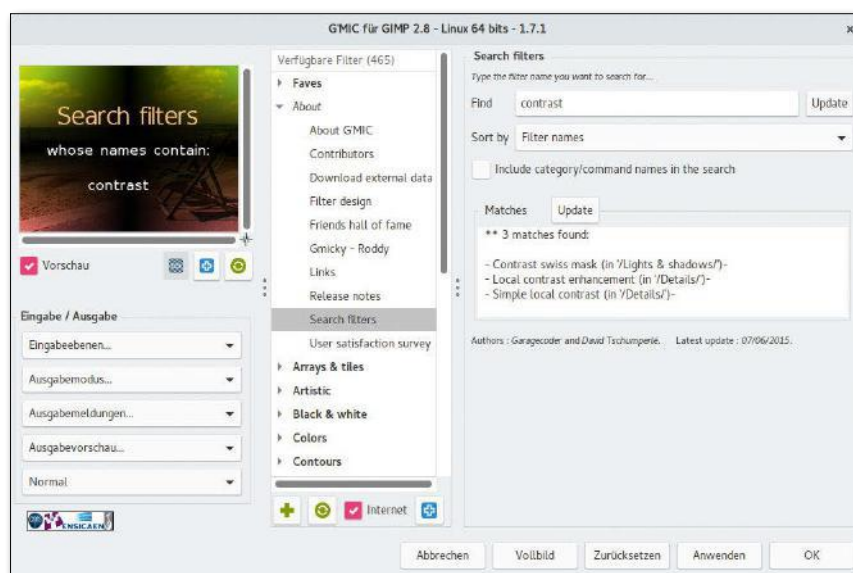 G'MIC für GIMP 2.8 - Linux 64 bits - 1.7.1 x
Search filters
whose names contain:
contrast
Vorschau
Eingabe / Ausgabe
Eingabeebenen...
Ausgabemodus...
Ausgabemeldungen...
Ausgabevorschau...
Normal
ENSICAEN
Verfügbare Filter (465)
Faves
About
About G'MIC
Contributors
Download external data
Filter design
Friends hall of fame
Gmicky - Roddy
Links
Release notes
Search filters
User satisfaction survey
Arrays & tiles
Artistic
Black & white
Colors
Contours
Internet
Search filters
Type the filter name you want to search for...
Find contrast Update
Sort by Filter names
Include category/command names in the search
Matches Update
** 3 matches found:
- Contrast swiss mask (in '/Lights & shadows/')-
- Local contrast enhancement (in '/Details/')-
- Simple local contrast (in '/Details/')-
Authors : Garagecoder and David Tschumperlé. Latest update : 07/06/2015.
Abbrechen Vollbild Zurücksetzen Anwenden OK